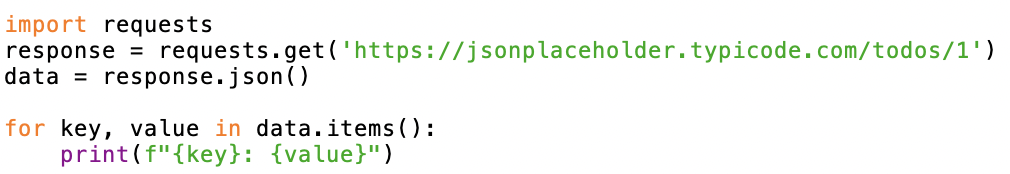 import requests
response = requests.get('https://jsonplaceholder.typicode.com/todos/1')
data = response.json()

for key, value in data.items():
    print(f"{key}: {value}")